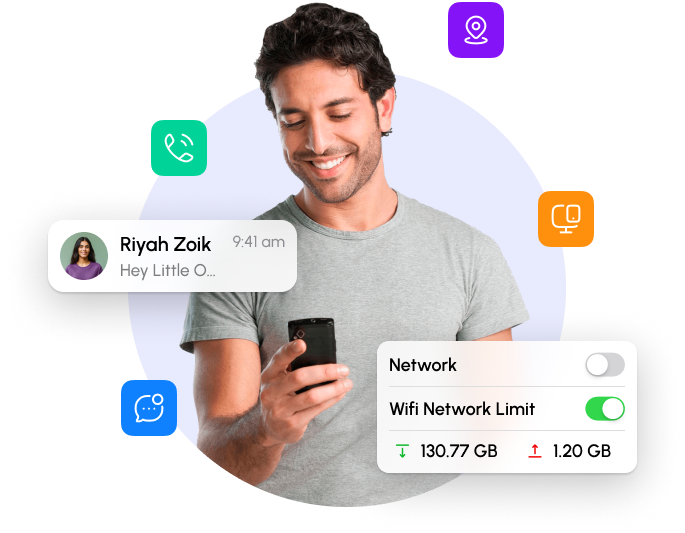 Riyah Zoik 9:41 am
Hey Little O...
Network
Wifi Network Limit
130.77 GB 1.20 GB